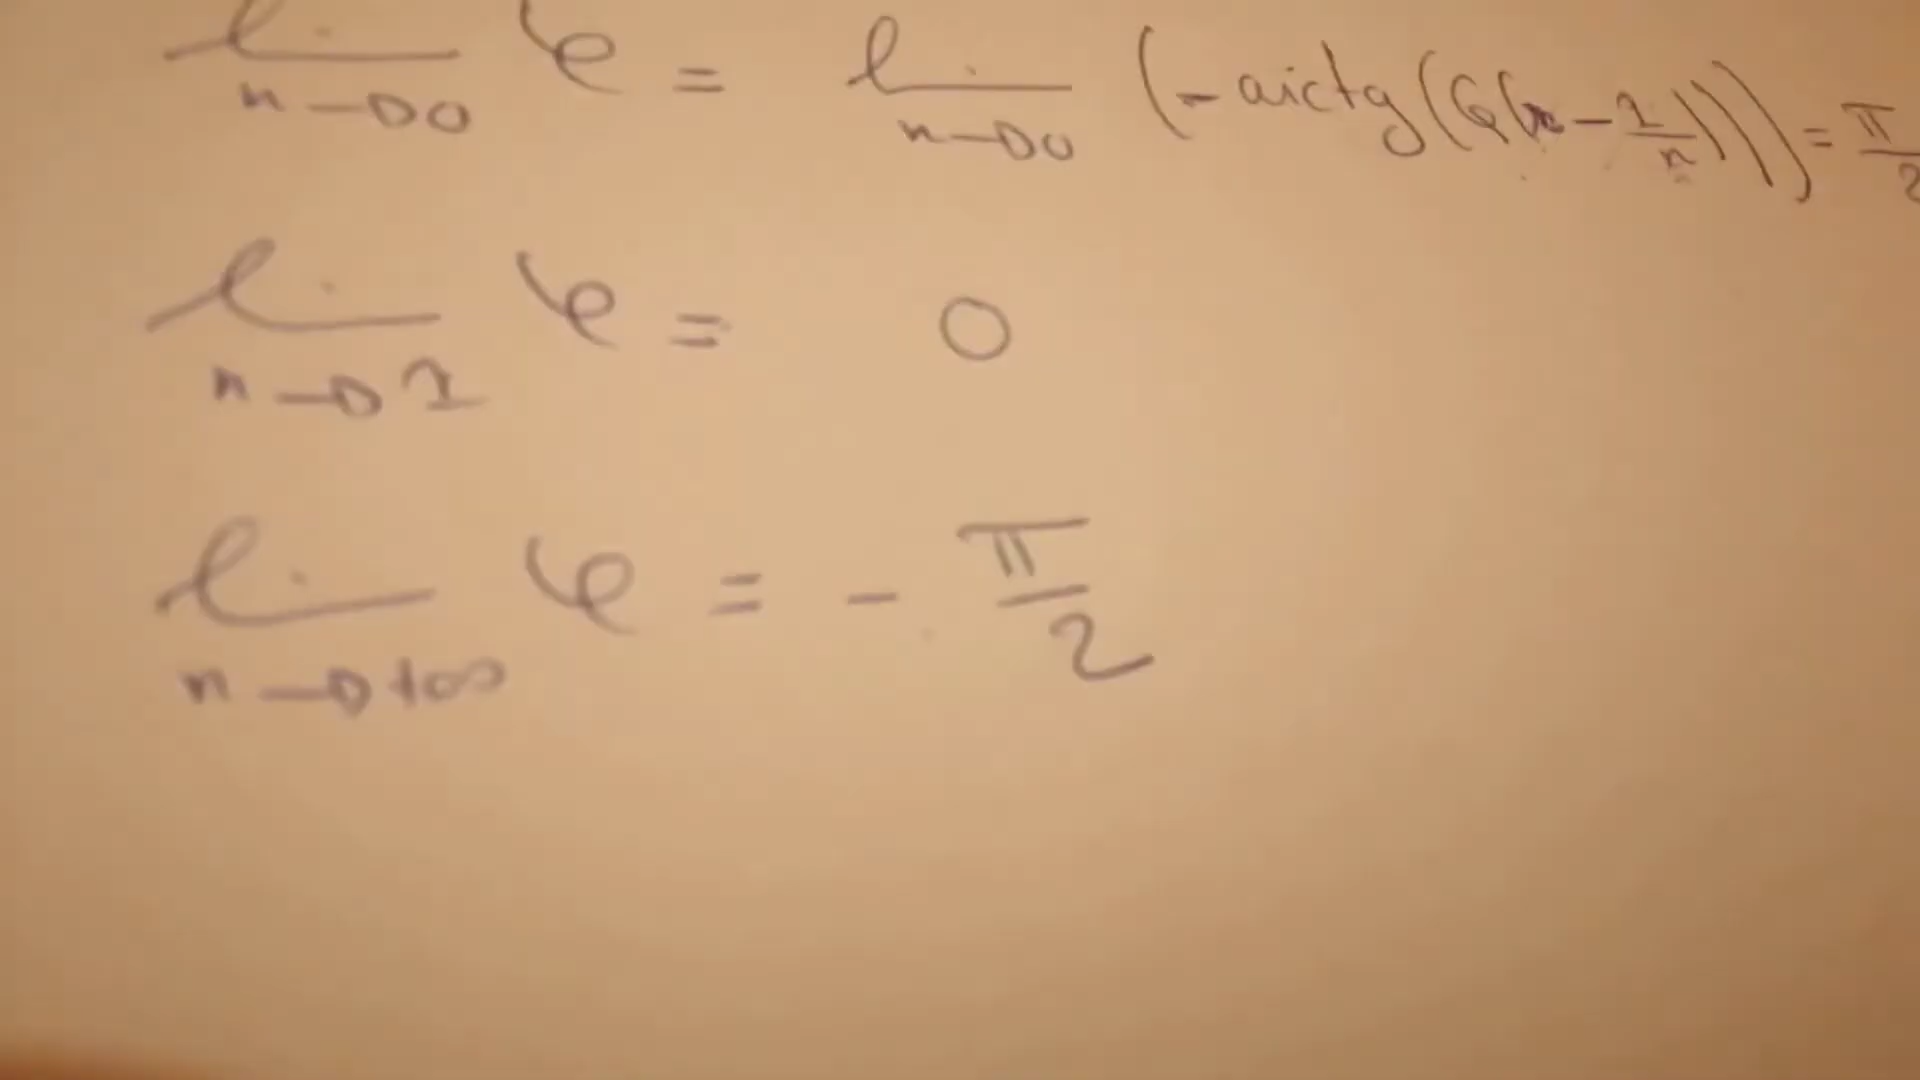 lim φ = lim (-arctg(Q(n - 1/n))) = π/2
n→0 n→0
lim φ = 0
n→1
lim φ = - π/2
n→+∞